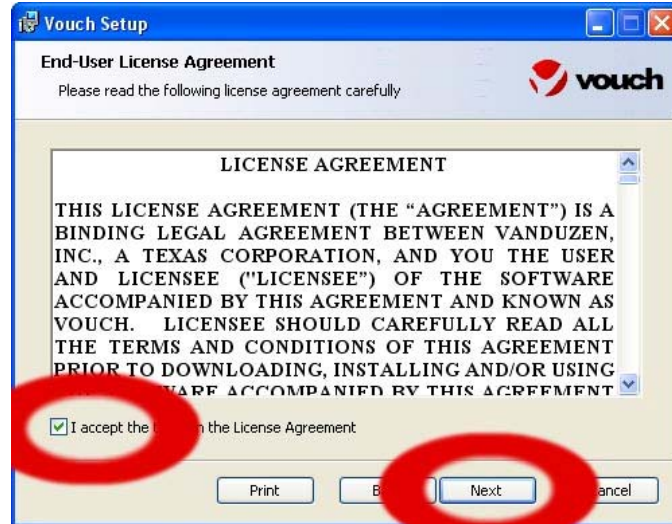 Vouch Setup
End-User License Agreement
Please read the following license agreement carefully
vouch
LICENSE AGREEMENT
THIS LICENSE AGREEMENT (THE “AGREEMENT”) IS A
BINDING LEGAL AGREEMENT BETWEEN VANDUZEN,
INC., A TEXAS CORPORATION, AND YOU THE USER
AND LICENSEE ("LICENSEE”) OF THE SOFTWARE
ACCOMPANIED BY THIS AGREEMENT AND KNOWN AS
VOUCH. LICENSEE SHOULD CAREFULLY READ ALL
THE TERMS AND CONDITIONS OF THIS AGREEMENT
PRIOR TO DOWNLOADING, INSTALLING AND/OR USING
ACCOMPANIED BY THIS AGREEMENT
I accept the in the License Agreement
Print Next